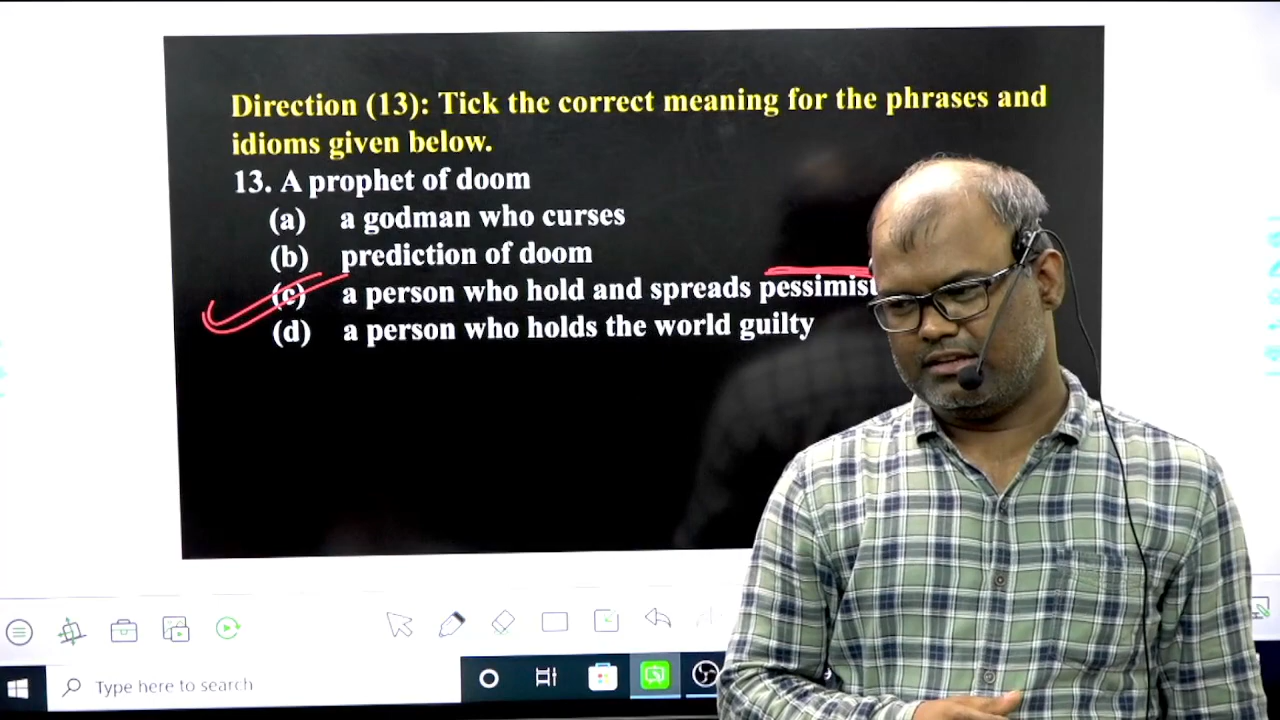 Direction (13): Tick the correct meaning for the phrases and
idioms given below.
13. A prophet of doom
(a) a godman who curses
(b) prediction of doom
(c) a person who hold and spreads
(d) a person who holds the world guilty
Type here to search